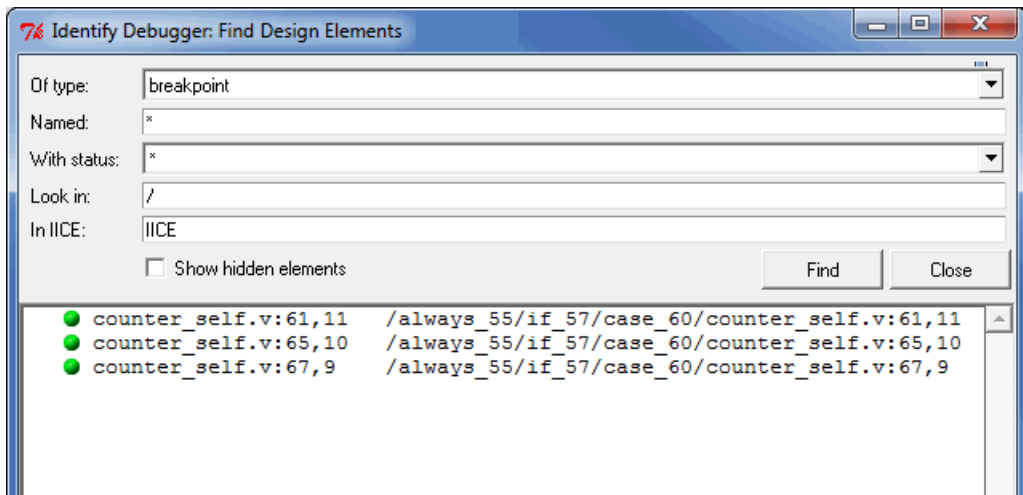 Identify Debugger: Find Design Elements
Of type: breakpoint
Named: *
With status: *
Look in: /
In IICE: IICE
Show hidden elements Find Close
counter_self.v:61,11 /always_55/if_57/case_60/counter_self.v:61,11
counter_self.v:65,10 /always_55/if_57/case_60/counter_self.v:65,10
counter_self.v:67,9 /always_55/if_57/case_60/counter_self.v:67,9